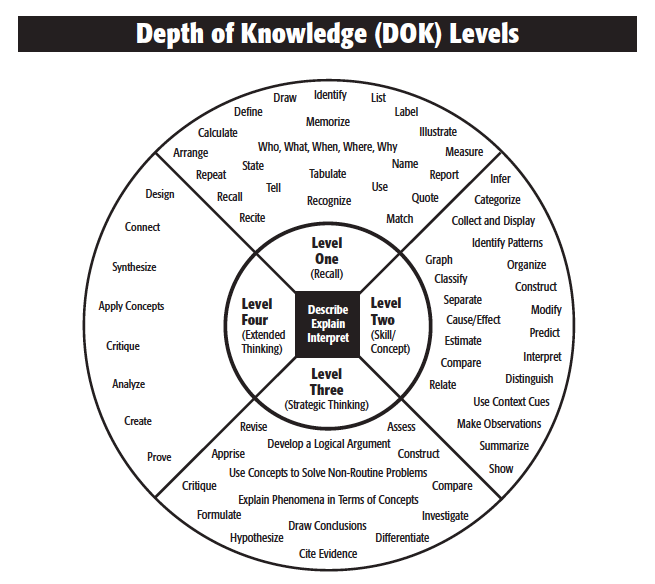 Depth of Knowledge (DOK) Levels
Draw
Identify
List
Define
Label
Memorize
Calculate
Illustrate
Who, What, When, Where, Why
Arrange
Measure
State
Name
Repeat
Tabulate
Report
Tell
Use
Recall
Recognize
Quote
Recite
Match
Level
One
(Recall)
Infer
Categorize
Collect and Display
Identify Patterns
Graph
Organize
Classify
Construct
Separate
Modify
Cause/Effect
Predict
Estimate
Interpret
Compare
Distinguish
Relate
Use Context Cues
Make Observations
Summarize
Show
Level
Two
(Skill/
Concept)
Describe
Explain
Interpret
Level
Three
(Strategic Thinking)
Revise
Assess
Develop a Logical Argument
Apprise
Construct
Use Concepts to Solve Non-Routine Problems
Critique
Compare
Explain Phenomena in Terms of Concepts
Formulate
Investigate
Draw Conclusions
Hypothesize
Differentiate
Cite Evidence
Level
Four
(Extended
Thinking)
Design
Connect
Synthesize
Apply Concepts
Critique
Analyze
Create
Prove